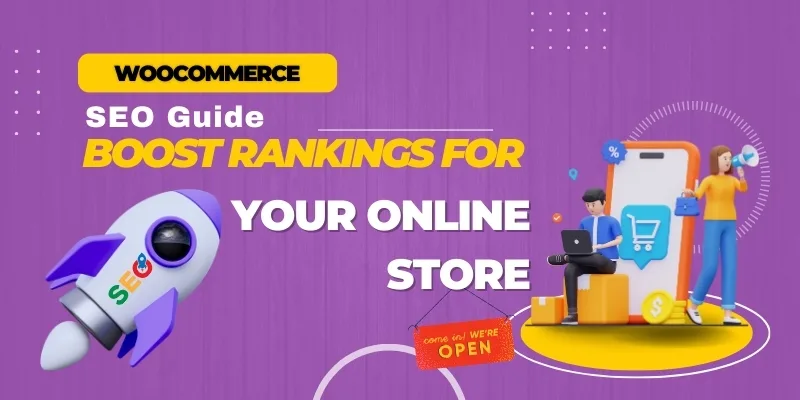 WOOCOMMERCE
SEO Guide
BOOST RANKINGS FOR
YOUR ONLINE
STORE
SEO
%
$
come in! WE'RE
OPEN